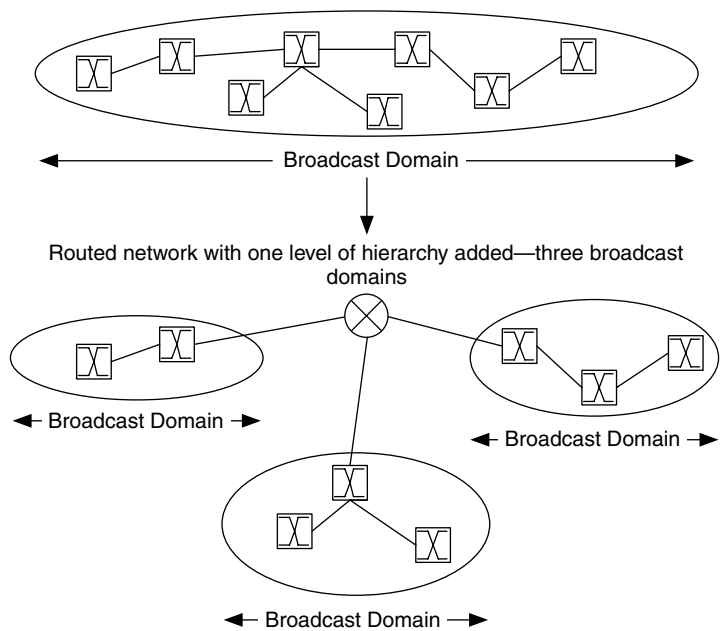 Broadcast Domain
Routed network with one level of hierarchy added—three broadcast
domains
Broadcast Domain
Broadcast Domain
Broadcast Domain